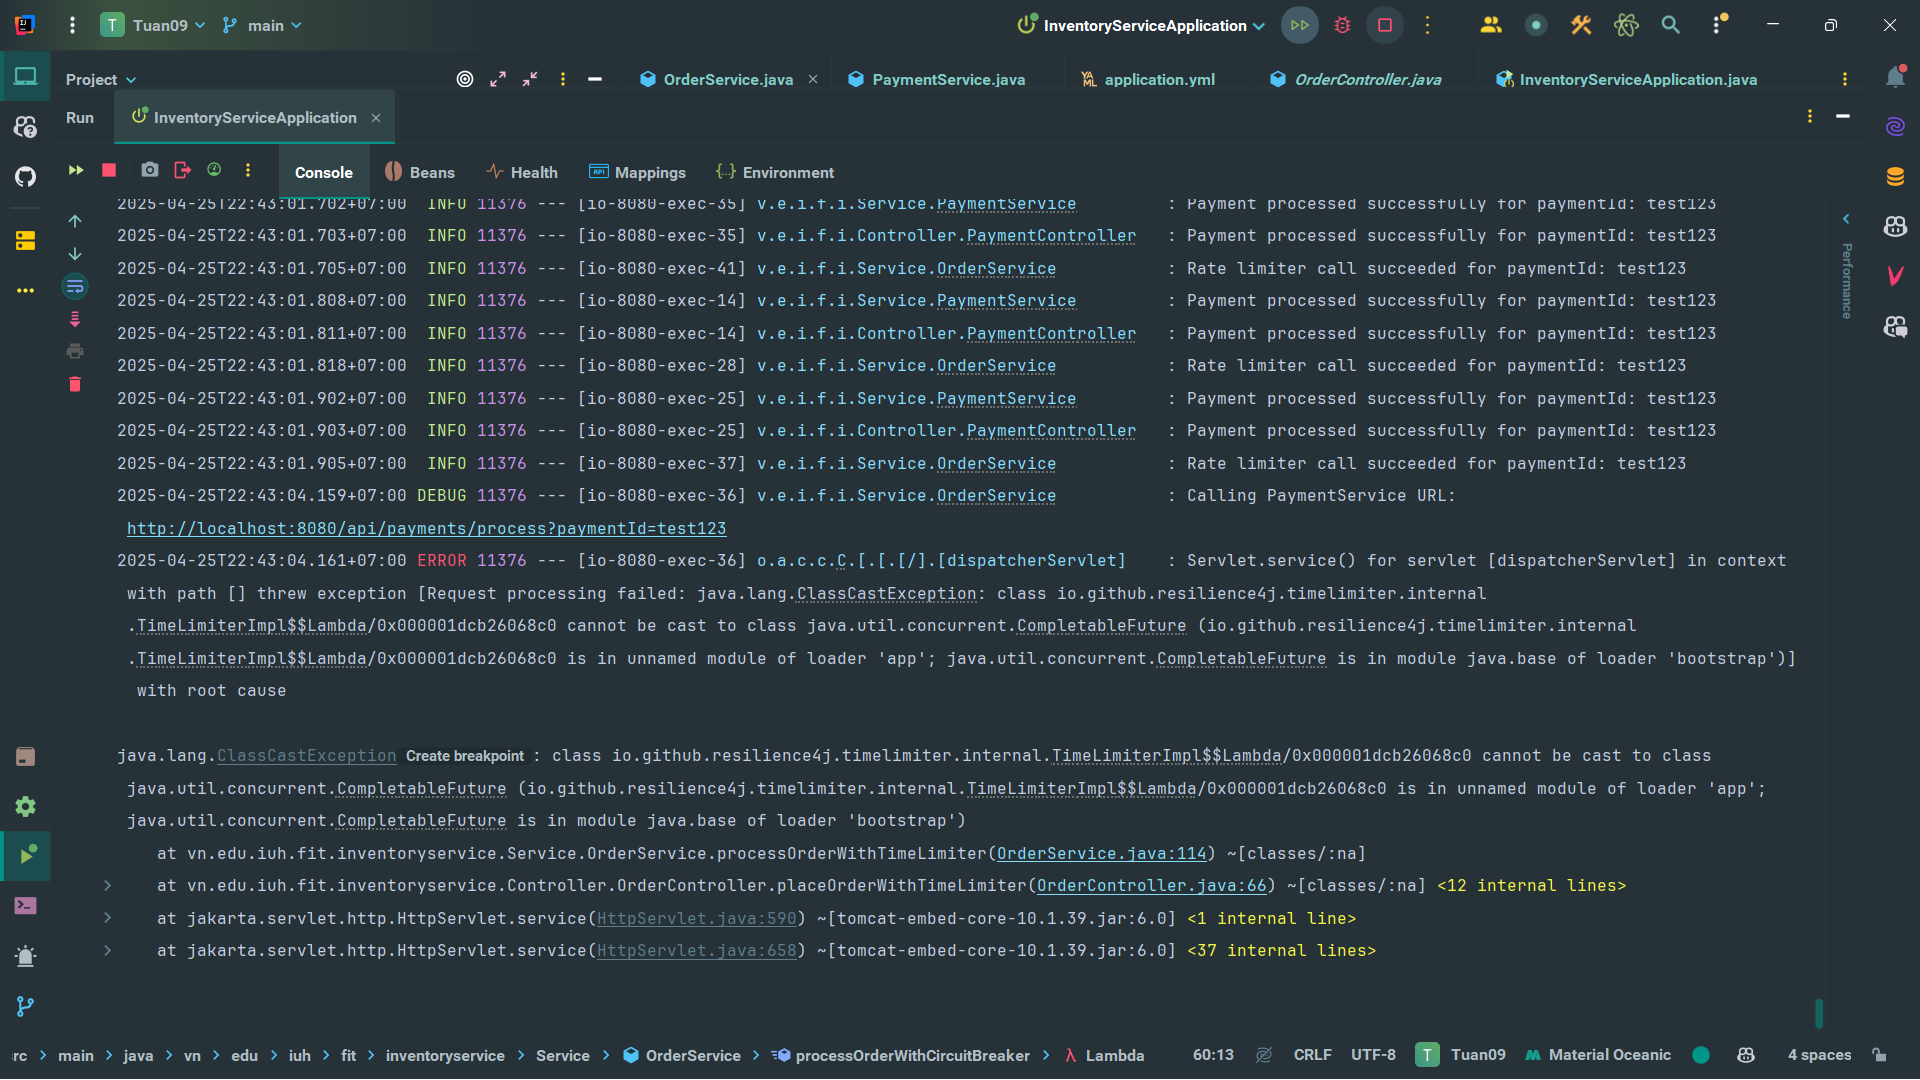 T Tuan09 main InventoryServiceApplication
Project OrderService.java PaymentService.java application.yml OrderController.java InventoryServiceApplication.java
Run InventoryServiceApplication
Console Beans Health Mappings Environment
2025-04-25T22:43:01.702+07:00  INFO 11376 --- [io-8080-exec-35] v.e.i.f.i.Service.PaymentService         : Payment processed successfully for paymentId: test123
2025-04-25T22:43:01.703+07:00  INFO 11376 --- [io-8080-exec-35] v.e.i.f.i.Controller.PaymentController   : Payment processed successfully for paymentId: test123
2025-04-25T22:43:01.705+07:00  INFO 11376 --- [io-8080-exec-41] v.e.i.f.i.Service.OrderService           : Rate limiter call succeeded for paymentId: test123
2025-04-25T22:43:01.808+07:00  INFO 11376 --- [io-8080-exec-14] v.e.i.f.i.Service.PaymentService         : Payment processed successfully for paymentId: test123
2025-04-25T22:43:01.811+07:00  INFO 11376 --- [io-8080-exec-14] v.e.i.f.i.Controller.PaymentController   : Payment processed successfully for paymentId: test123
2025-04-25T22:43:01.818+07:00  INFO 11376 --- [io-8080-exec-28] v.e.i.f.i.Service.OrderService           : Rate limiter call succeeded for paymentId: test123
2025-04-25T22:43:01.902+07:00  INFO 11376 --- [io-8080-exec-25] v.e.i.f.i.Service.PaymentService         : Payment processed successfully for paymentId: test123
2025-04-25T22:43:01.903+07:00  INFO 11376 --- [io-8080-exec-25] v.e.i.f.i.Controller.PaymentController   : Payment processed successfully for paymentId: test123
2025-04-25T22:43:01.905+07:00  INFO 11376 --- [io-8080-exec-37] v.e.i.f.i.Service.OrderService           : Rate limiter call succeeded for paymentId: test123
2025-04-25T22:43:04.159+07:00 DEBUG 11376 --- [io-8080-exec-36] v.e.i.f.i.Service.OrderService           : Calling PaymentService URL:
http://localhost:8080/api/payments/process?paymentId=test123
2025-04-25T22:43:04.161+07:00 ERROR 11376 --- [io-8080-exec-36] o.a.c.c.C.[.[.[/].[dispatcherServlet]    : Servlet.service() for servlet [dispatcherServlet] in context
with path [] threw exception [Request processing failed: java.lang.ClassCastException: class io.github.resilience4j.timelimiter.internal
.TimeLimiterImpl$$Lambda/0x000001dcb26068c0 cannot be cast to class java.util.concurrent.CompletableFuture (io.github.resilience4j.timelimiter.internal
.TimeLimiterImpl$$Lambda/0x000001dcb26068c0 is in unnamed module of loader 'app'; java.util.concurrent.CompletableFuture is in module java.base of loader 'bootstrap')]
with root cause
java.lang.ClassCastException Create breakpoint : class io.github.resilience4j.timelimiter.internal.TimeLimiterImpl$$Lambda/0x000001dcb26068c0 cannot be cast to class
java.util.concurrent.CompletableFuture (io.github.resilience4j.timelimiter.internal.TimeLimiterImpl$$Lambda/0x000001dcb26068c0 is in unnamed module of loader 'app';
java.util.concurrent.CompletableFuture is in module java.base of loader 'bootstrap')
at vn.edu.iuh.fit.inventoryservice.Service.OrderService.processOrderWithTimeLimiter(OrderService.java:114) ~[classes/:na]
at vn.edu.iuh.fit.inventoryservice.Controller.OrderController.placeOrderWithTimeLimiter(OrderController.java:66) ~[classes/:na] <12 internal lines>
at jakarta.servlet.http.HttpServlet.service(HttpServlet.java:590) ~[tomcat-embed-core-10.1.39.jar:6.0] <1 internal line>
at jakarta.servlet.http.HttpServlet.service(HttpServlet.java:658) ~[tomcat-embed-core-10.1.39.jar:6.0] <37 internal lines>
Performance
rc > main > java > vn > edu > iuh > fit > inventoryservice > Service > OrderService > processOrderWithCircuitBreaker > λ Lambda 60:13 CRLF UTF-8 T Tuan09 Material Oceanic 4 spaces